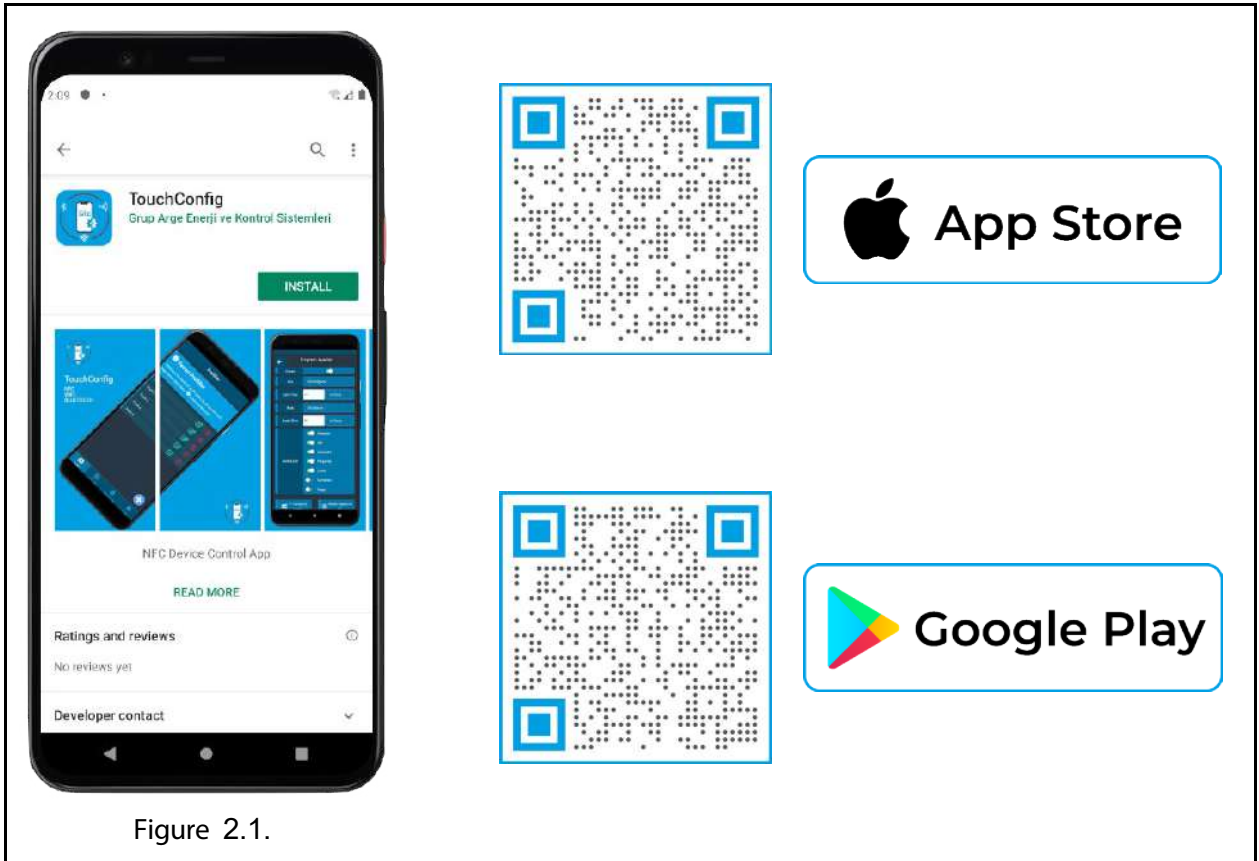 2:09
TouchConfig
Grup Arge Enerji ve Kontrol Sistemleri
INSTALL
TouchConfig
NFC Device Control App
READ MORE
Ratings and reviews
No reviews yet
Developer contact
Figure 2.1.
App Store
Google Play